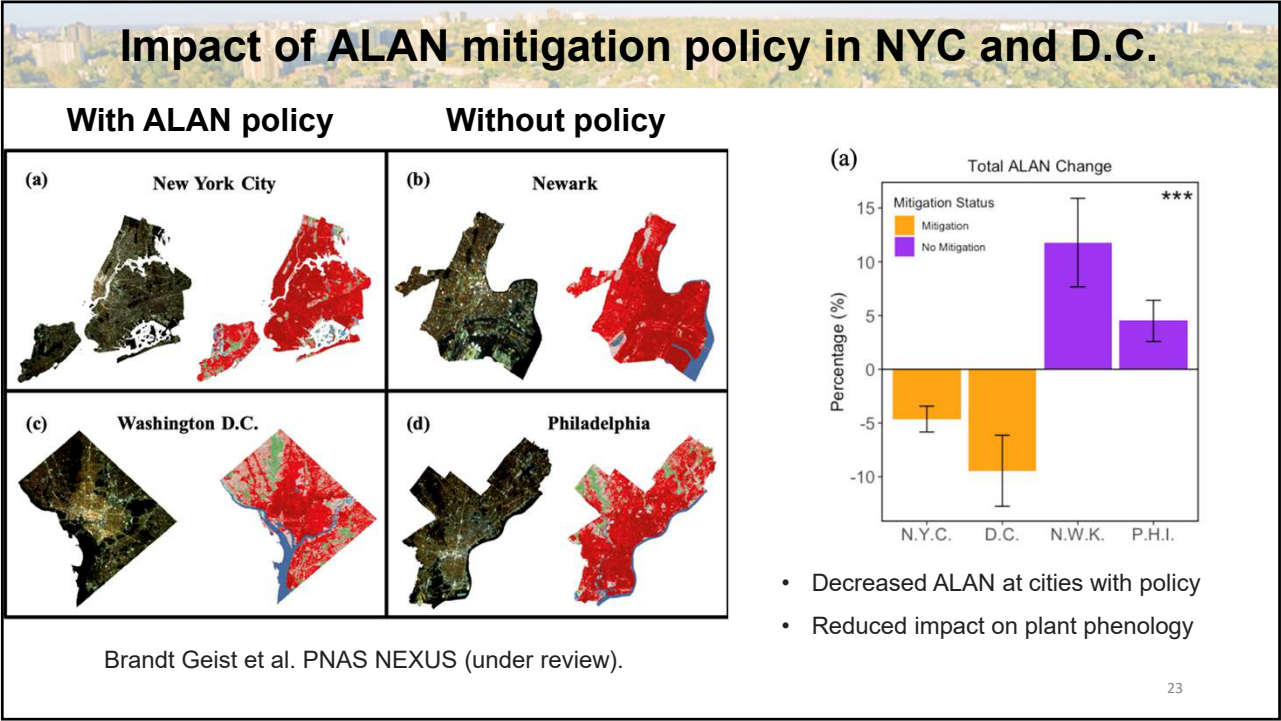 Impact of ALAN mitigation policy in NYC and D.C.
With ALAN policy
Without policy
(a)
New York City
(b)
Newark
(c)
Washington D.C.
(d)
Philadelphia
Brandt Geist et al. PNAS NEXUS (under review).
(a)
Total ALAN Change
Mitigation Status
Mitigation
No Mitigation
***
Percentage (%)
15
10
5
0
-5
-10
N.Y.C.
D.C.
N.W.K.
P.H.I.
• Decreased ALAN at cities with policy
• Reduced impact on plant phenology
23